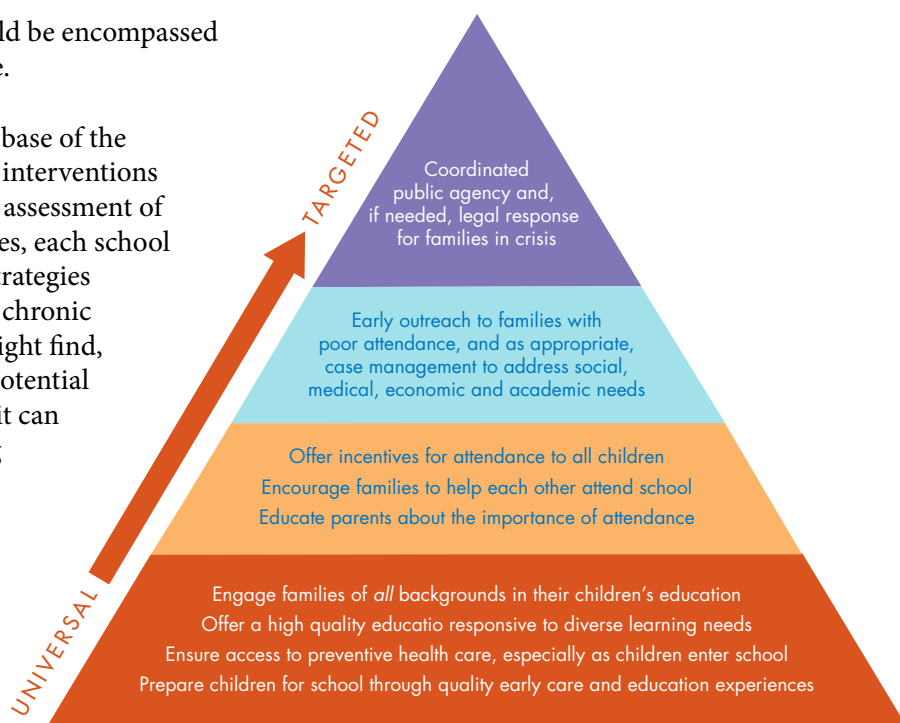 ld be encompassed
e.
base of the
interventions
assessment of
es, each school
trategies
chronic
ight find,
otential
it can
TARGETED
UNIVERSAL
Coordinated
public agency and,
if needed, legal response
for families in crisis
Early outreach to families with
poor attendance, and as appropriate,
case management to address social,
medical, economic and academic needs
Offer incentives for attendance to all children
Encourage families to help each other attend school
Educate parents about the importance of attendance
Engage families of all backgrounds in their children's education
Offer a high quality educatio responsive to diverse learning needs
Ensure access to preventive health care, especially as children enter school
Prepare children for school through quality early care and education experiences